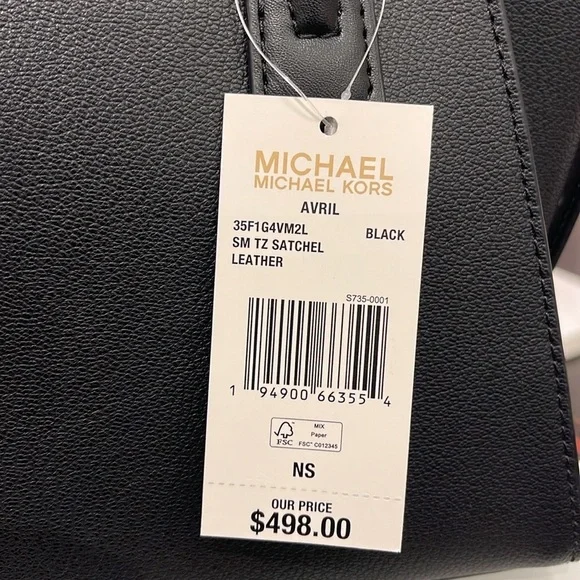 MICHAEL
MICHAEL KORS
AVRIL
35F1G4VM2L BLACK
SM TZ SATCHEL
LEATHER
S735-0001
1 94900 66355 4
FSC
MIX
Paper
FSC® C012345
NS
OUR PRICE
$498.00